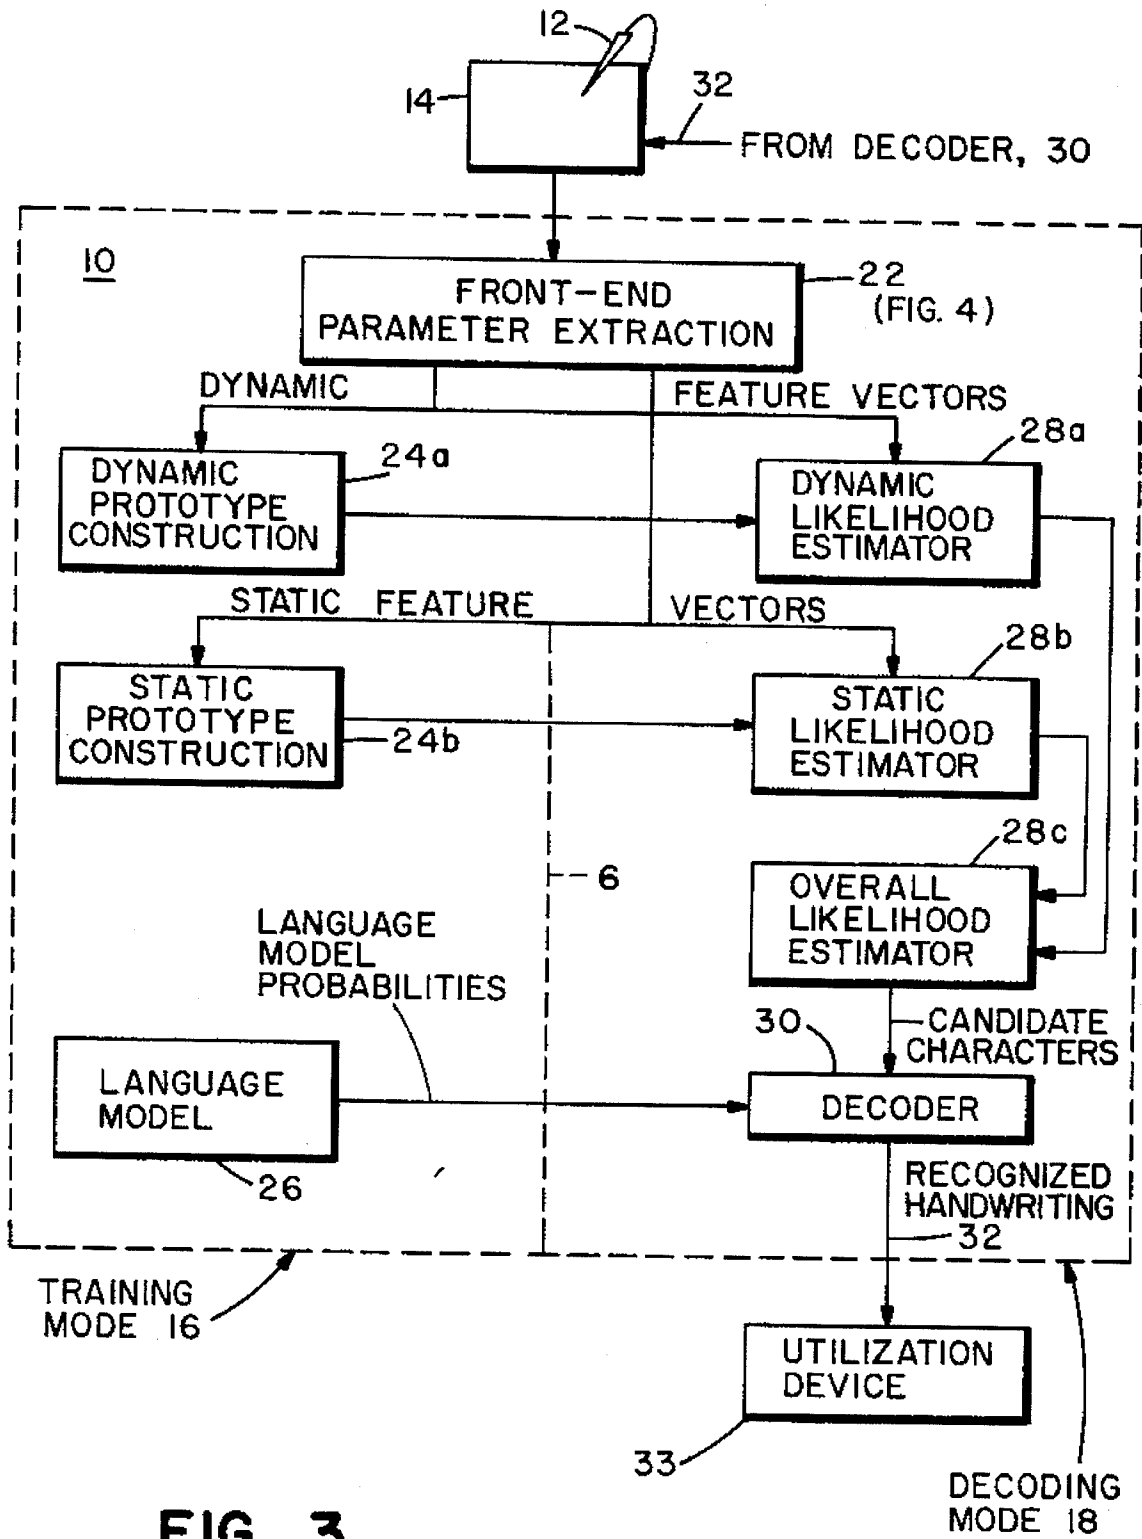 12
14
32
FROM DECODER, 30
10
FRONT-END
PARAMETER EXTRACTION
22
(FIG. 4)
DYNAMIC FEATURE VECTORS
24a
28a
DYNAMIC
PROTOTYPE
CONSTRUCTION
DYNAMIC
LIKELIHOOD
ESTIMATOR
STATIC FEATURE VECTORS
28b
STATIC
PROTOTYPE
CONSTRUCTION
24b
STATIC
LIKELIHOOD
ESTIMATOR
28c
6
OVERALL
LIKELIHOOD
ESTIMATOR
LANGUAGE
MODEL
PROBABILITIES
30
CANDIDATE
CHARACTERS
LANGUAGE
MODEL
DECODER
26
RECOGNIZED
HANDWRITING
32
TRAINING
MODE 16
UTILIZATION
DEVICE
33
DECODING
MODE 18
FIG. 3